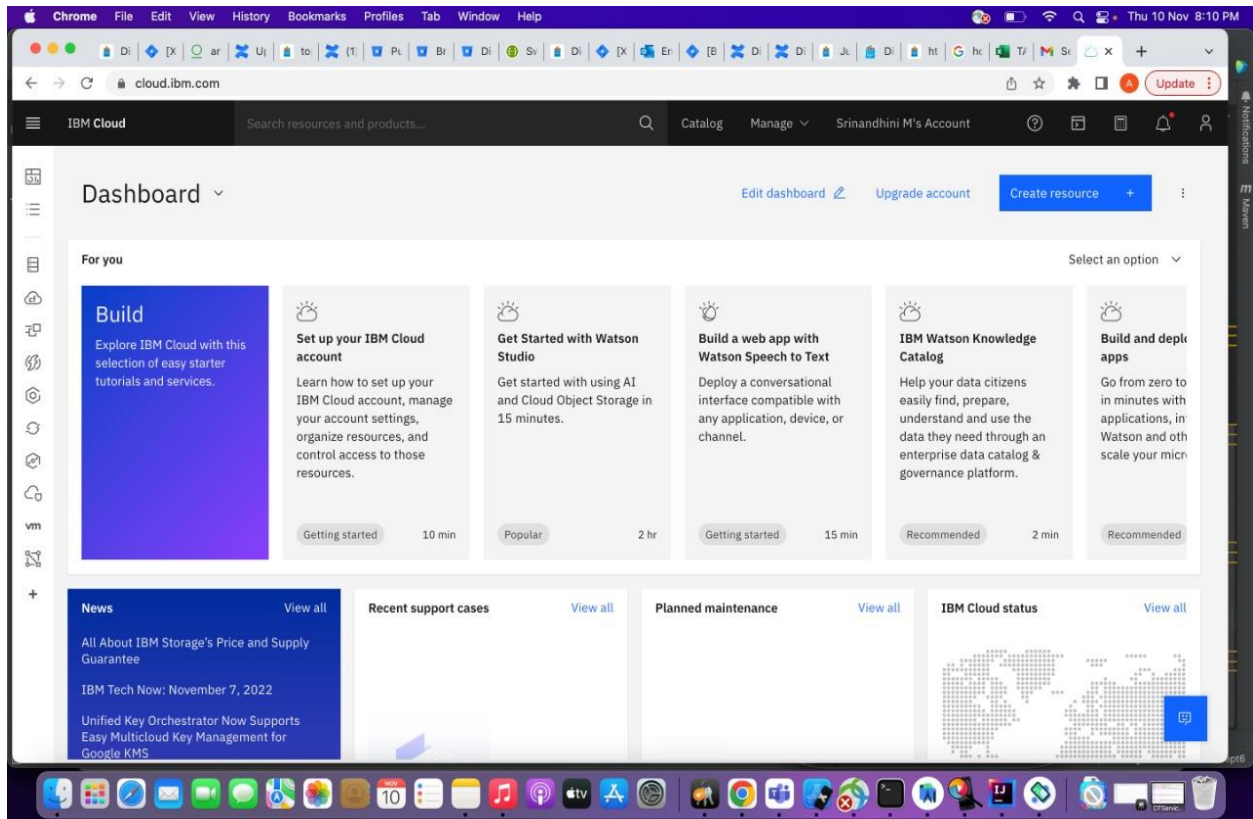 Chrome File Edit View History Bookmarks Profiles Tab Window Help Thu 10 Nov 8:10 PM
cloud.ibm.com Update
Notifications
Maven
IBM Cloud Search resources and products... Catalog Manage Srinandhini M's Account
Dashboard Edit dashboard Upgrade account Create resource +
For you Select an option
Build
Explore IBM Cloud with this
selection of easy starter
tutorials and services.
Set up your IBM Cloud
account
Learn how to set up your
IBM Cloud account, manage
your account settings,
organize resources, and
control access to those
resources.
Getting started 10 min
Get Started with Watson
Studio
Get started with using AI
and Cloud Object Storage in
15 minutes.
Popular 2 hr
Build a web app with
Watson Speech to Text
Deploy a conversational
interface compatible with
any application, device, or
channel.
Getting started 15 min
IBM Watson Knowledge
Catalog
Help your data citizens
easily find, prepare,
understand and use the
data they need through an
enterprise data catalog &
governance platform.
Recommended 2 min
Build and deplo
apps
Go from zero to
in minutes with
applications, in
Watson and oth
scale your micro
Recommended
vm
News View all
All About IBM Storage's Price and Supply
Guarantee
IBM Tech Now: November 7, 2022
Unified Key Orchestrator Now Supports
Easy Multicloud Key Management for
Google KMS
Recent support cases View all
Planned maintenance View all
IBM Cloud status View all
NOV
10
tv